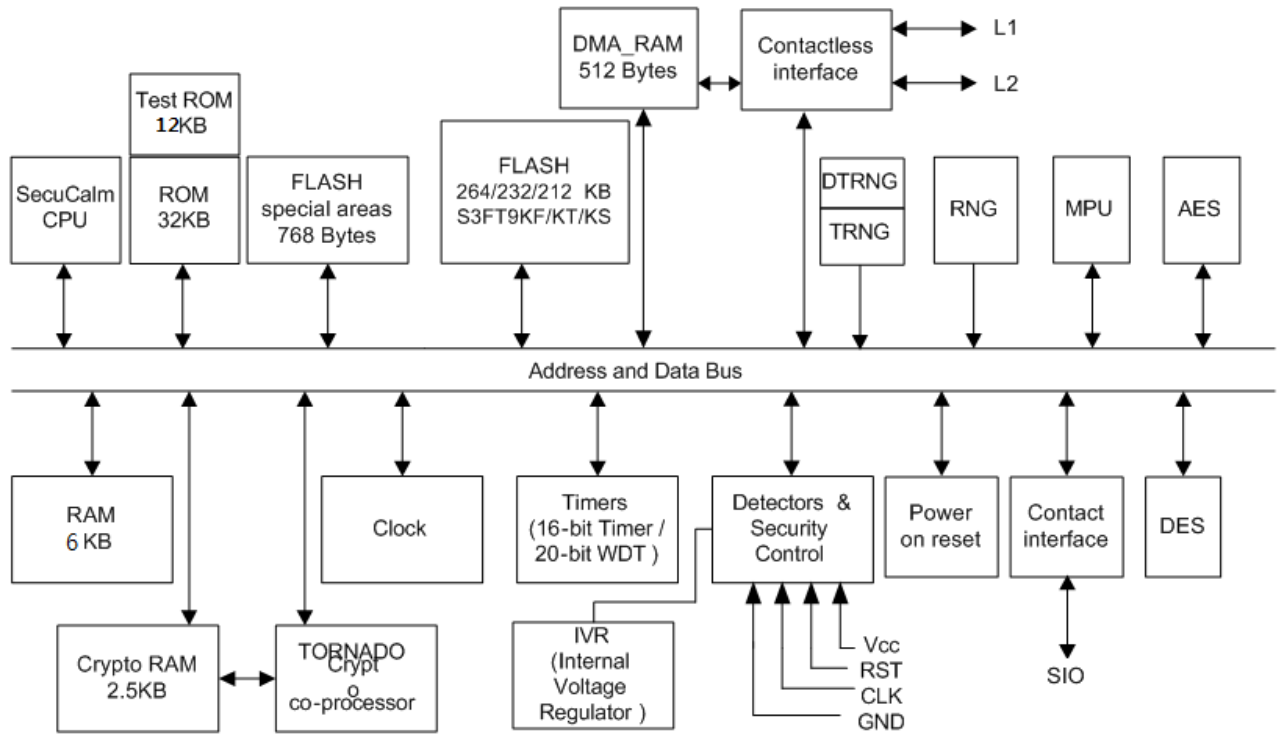 DMA_RAM
512 Bytes
Contactless
interface
L1
L2
Test ROM
12KB
SecuCalm
CPU
ROM
32KB
FLASH
special areas
768 Bytes
FLASH
264/232/212 KB
S3FT9KF/KT/KS
DTRNG
TRNG
RNG
MPU
AES
Address and Data Bus
RAM
6 KB
Clock
Timers
(16-bit Timer /
20-bit WDT )
Detectors &
Security
Control
Power
on reset
Contact
interface
DES
Crypto RAM
2.5KB
TORNADO
Crypt
o
co-processor
IVR
(Internal
Voltage
Regulator )
Vcc
RST
CLK
GND
SIO